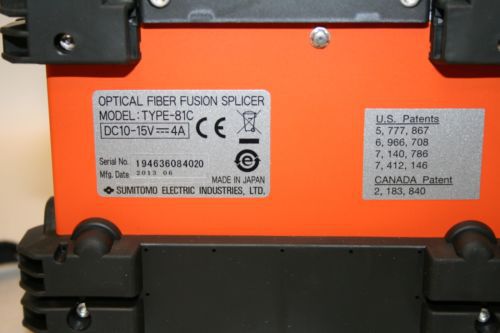 OPTICAL FIBER FUSION SPLICER
MODEL: TYPE-81C
DC10-15V⎓4A
CE
Serial No. 194636084020
Mfg. Date 2013 06
MADE IN JAPAN
SUMITOMO ELECTRIC INDUSTRIES, LTD.
U.S. Patents
5, 777, 867
6, 966, 708
7, 140, 786
7, 412, 146
CANADA Patent
2, 183, 840